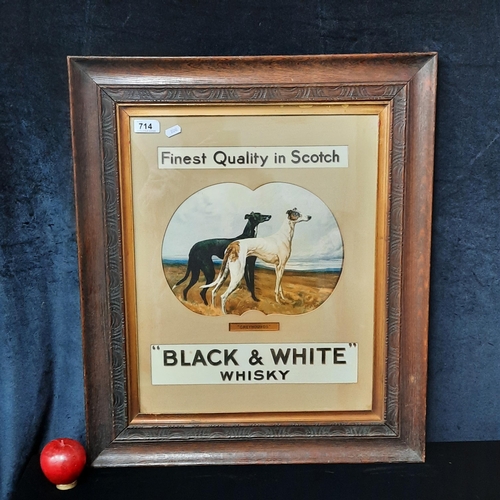 714
Finest Quality in Scotch
"BLACK & WHITE"
WHISKY